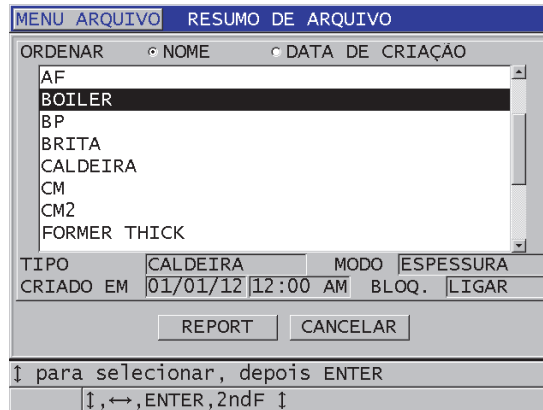 MENU ARQUIVO RESUMO DE ARQUIVO
ORDENAR NOME DATA DE CRIAÇÃO
AF
BOILER
BP
BRITA
CALDEIRA
CM
CM2
FORMER THICK
TIPO CALDEIRA MODO ESPESSURA
CRIADO EM 01/01/12 12:00 AM BLOQ. LIGAR
REPORT CANCELAR
↕ para selecionar, depois ENTER
↕,↔,ENTER,2ndF ↕